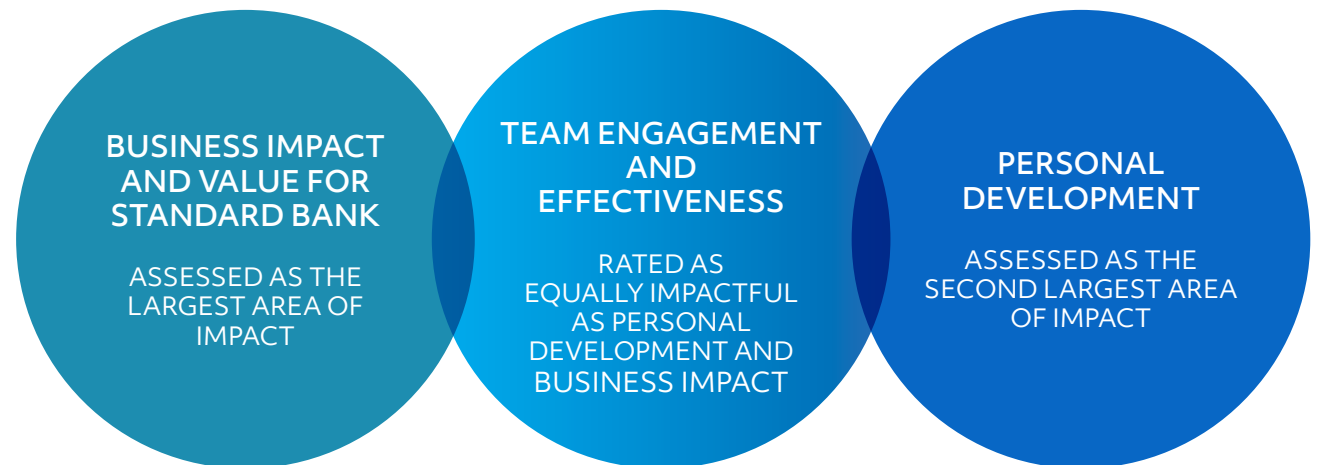 BUSINESS IMPACT
AND VALUE FOR
STANDARD BANK
ASSESSED AS THE
LARGEST AREA OF
IMPACT
TEAM ENGAGEMENT
AND
EFFECTIVENESS
RATED AS
EQUALLY IMPACTFUL
AS PERSONAL
DEVELOPMENT AND
BUSINESS IMPACT
PERSONAL
DEVELOPMENT
ASSESSED AS THE
SECOND LARGEST AREA
OF IMPACT